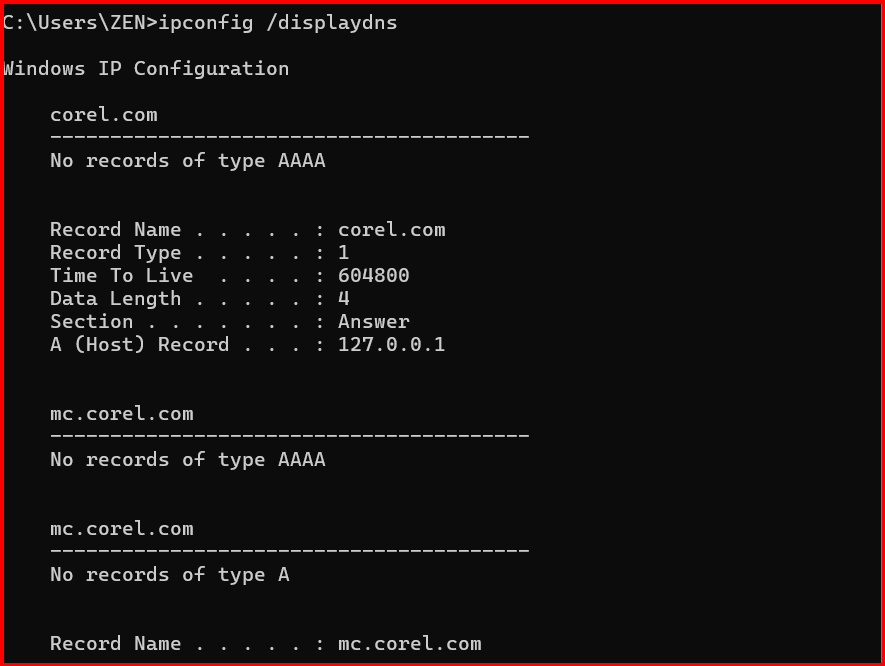 C:\Users\ZEN>ipconfig /displaydns
Windows IP Configuration
corel.com
----------------------------------------
No records of type AAAA
Record Name . . . . . : corel.com
Record Type . . . . . : 1
Time To Live  . . . . : 604800
Data Length . . . . . : 4
Section . . . . . . . : Answer
A (Host) Record . . . : 127.0.0.1
mc.corel.com
----------------------------------------
No records of type AAAA
mc.corel.com
----------------------------------------
No records of type A
Record Name . . . . . : mc.corel.com